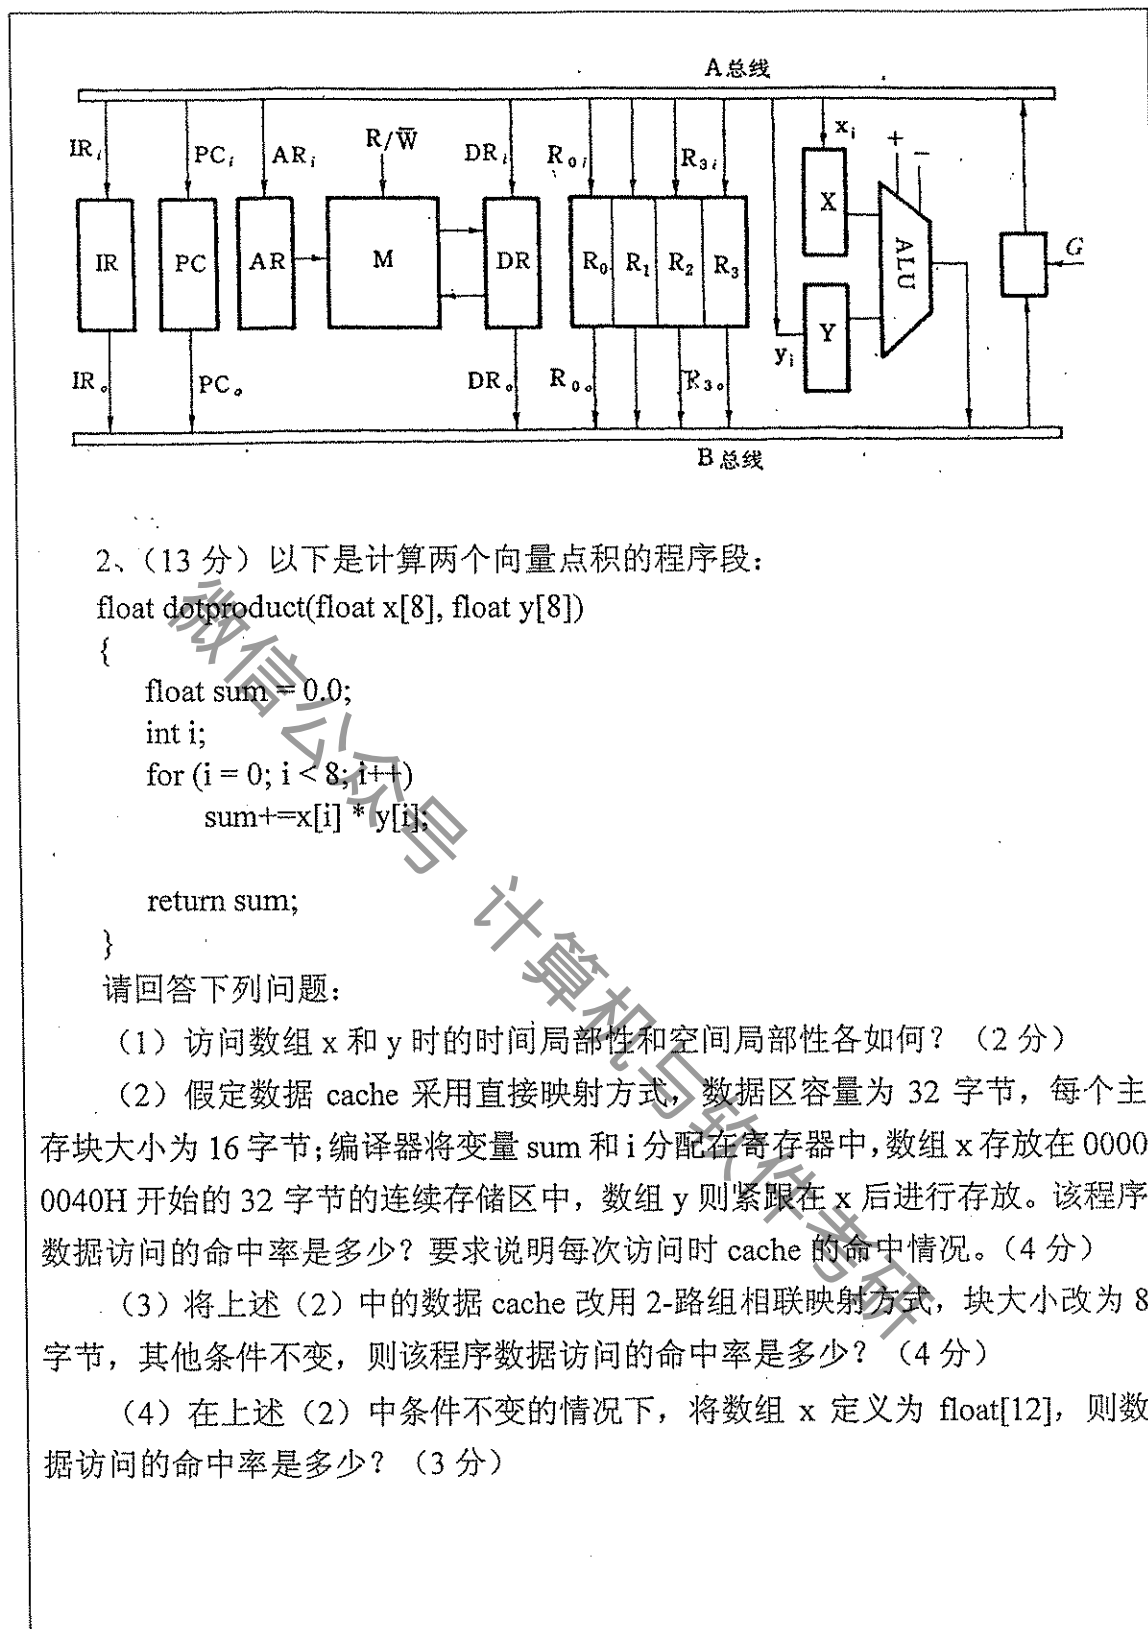 A总线
IRᵢ PCᵢ ARᵢ R/W̅ DRᵢ R₀ᵢ R₃ᵢ xᵢ + −
IR PC AR M DR R₀ R₁ R₂ R₃ X ALU G
yᵢ Y
IRₒ PCₒ DRₒ R₀ₒ R₃ₒ
B总线
2、（13 分）以下是计算两个向量点积的程序段：
float dotproduct(float x[8], float y[8])
{
float sum = 0.0;
int i;
for (i = 0; i < 8; i++)
sum+=x[i] * y[i];
return sum;
}
请回答下列问题：
（1）访问数组 x 和 y 时的时间局部性和空间局部性各如何？（2 分）
（2）假定数据 cache 采用直接映射方式，数据区容量为 32 字节，每个主
存块大小为 16 字节；编译器将变量 sum 和 i 分配在寄存器中，数组 x 存放在 0000
0040H 开始的 32 字节的连续存储区中，数组 y 则紧跟在 x 后进行存放。该程序
数据访问的命中率是多少？要求说明每次访问时 cache 的命中情况。（4 分）
（3）将上述（2）中的数据 cache 改用 2-路组相联映射方式，块大小改为 8
字节，其他条件不变，则该程序数据访问的命中率是多少？（4 分）
（4）在上述（2）中条件不变的情况下，将数组 x 定义为 float[12]，则数
据访问的命中率是多少？（3 分）
微信公众号 计算机与软件考研